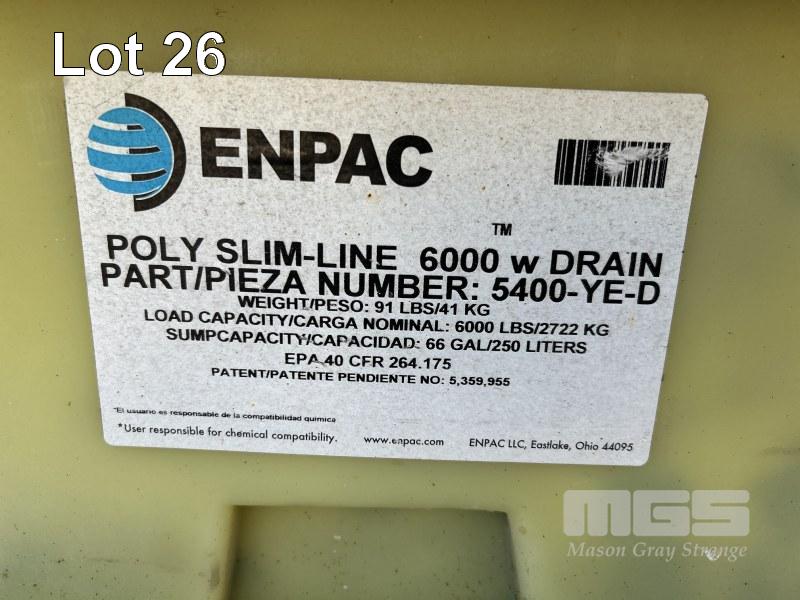 Lot 26
ENPAC
POLY SLIM-LINE 6000 w DRAIN ™
PART/PIEZA NUMBER: 5400-YE-D
WEIGHT/PESO: 91 LBS/41 KG
LOAD CAPACITY/CARGA NOMINAL: 6000 LBS/2722 KG
SUMPCAPACITY/CAPACIDAD: 66 GAL/250 LITERS
EPA 40 CFR 264.175
PATENT/PATENTE PENDIENTE NO: 5,359,955
*El usuario es responsable de la compatibilidad quimica
*User responsible for chemical compatibility. www.enpac.com ENPAC LLC, Eastlake, Ohio 44095
MGS
Mason Gray Strange